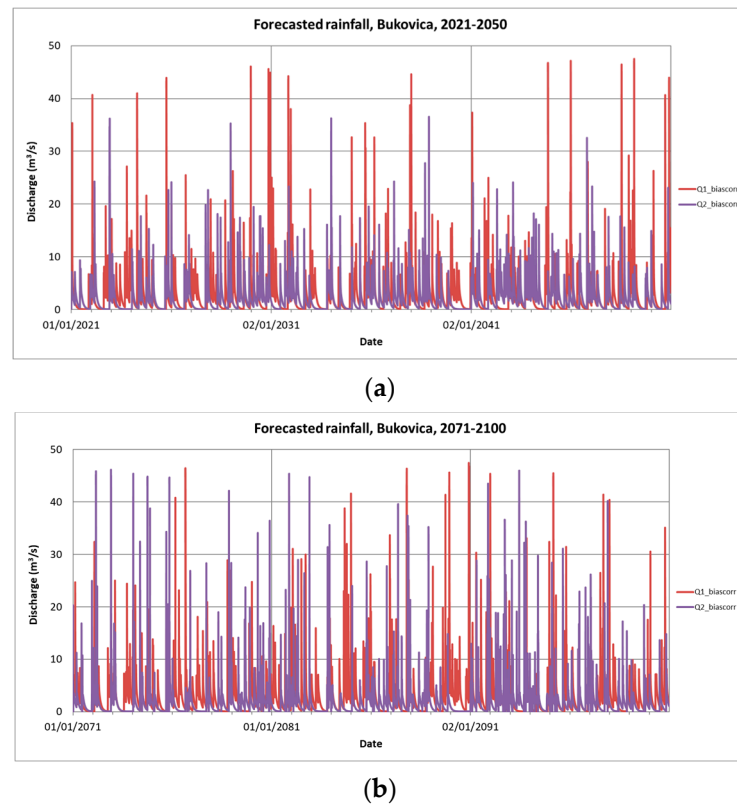 Forecasted rainfall, Bukovica, 2021-2050
50
40
30
20
10
0
Discharge (m³/s)
01/01/2021
02/01/2031
02/01/2041
Date
Q1_biascorr
Q2_biascorr
(a)
Forecasted rainfall, Bukovica, 2071-2100
50
40
30
20
10
0
Discharge (m³/s)
01/01/2071
02/01/2081
02/01/2091
Date
Q1_biascorr
Q2_biascorr
(b)